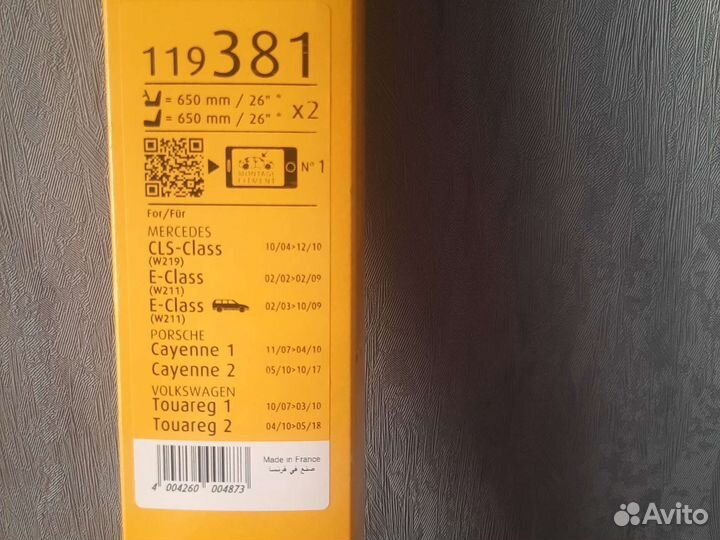 119381
= 650 mm / 26" *
= 650 mm / 26" * x2
MONTAGE
ELEMENT
N° 1
For/Für
MERCEDES
CLS-Class 10/04>12/10
(W219)
E-Class 02/02>02/09
(W211)
E-Class 02/03>10/09
(W211)
PORSCHE
Cayenne 1 11/07>04/10
Cayenne 2 05/10>10/17
VOLKSWAGEN
Touareg 1 10/07>03/10
Touareg 2 04/10>05/18
Made in France
صنع في فرنسا
4 004260 004873
Avito